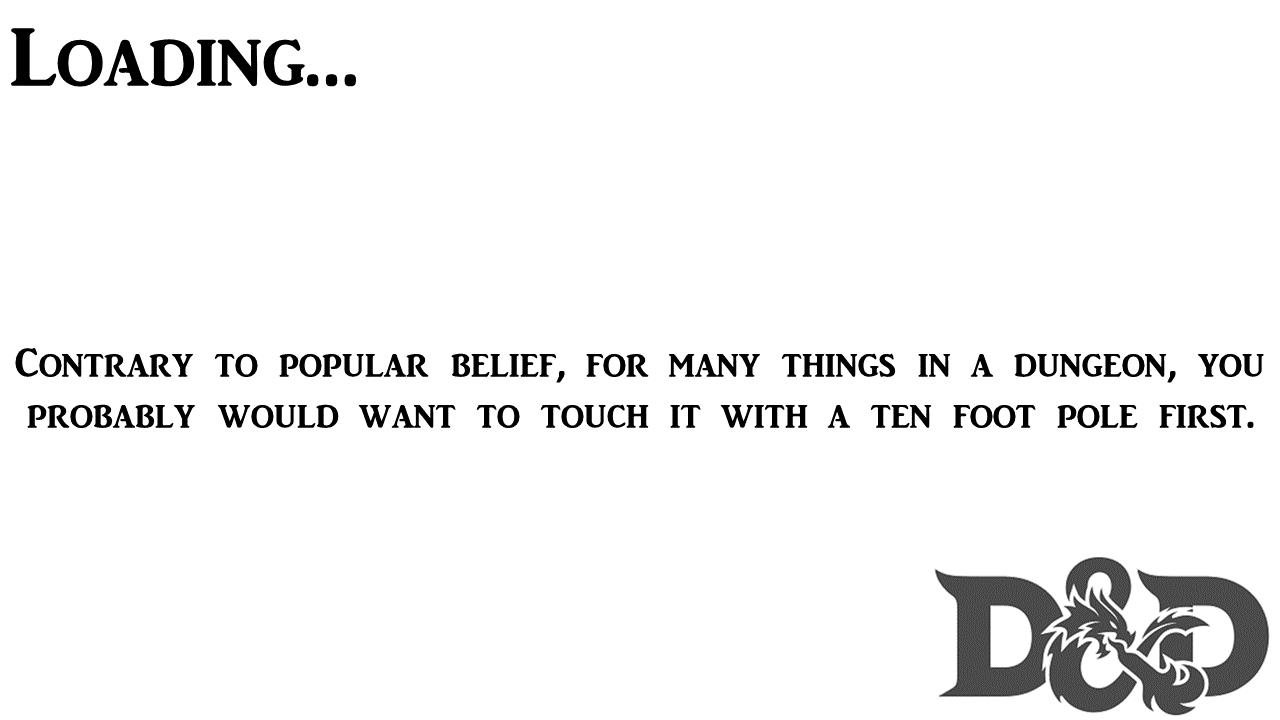 Loading...
Contrary to popular belief, for many things in a dungeon, you
probably would want to touch it with a ten foot pole first.
D&D